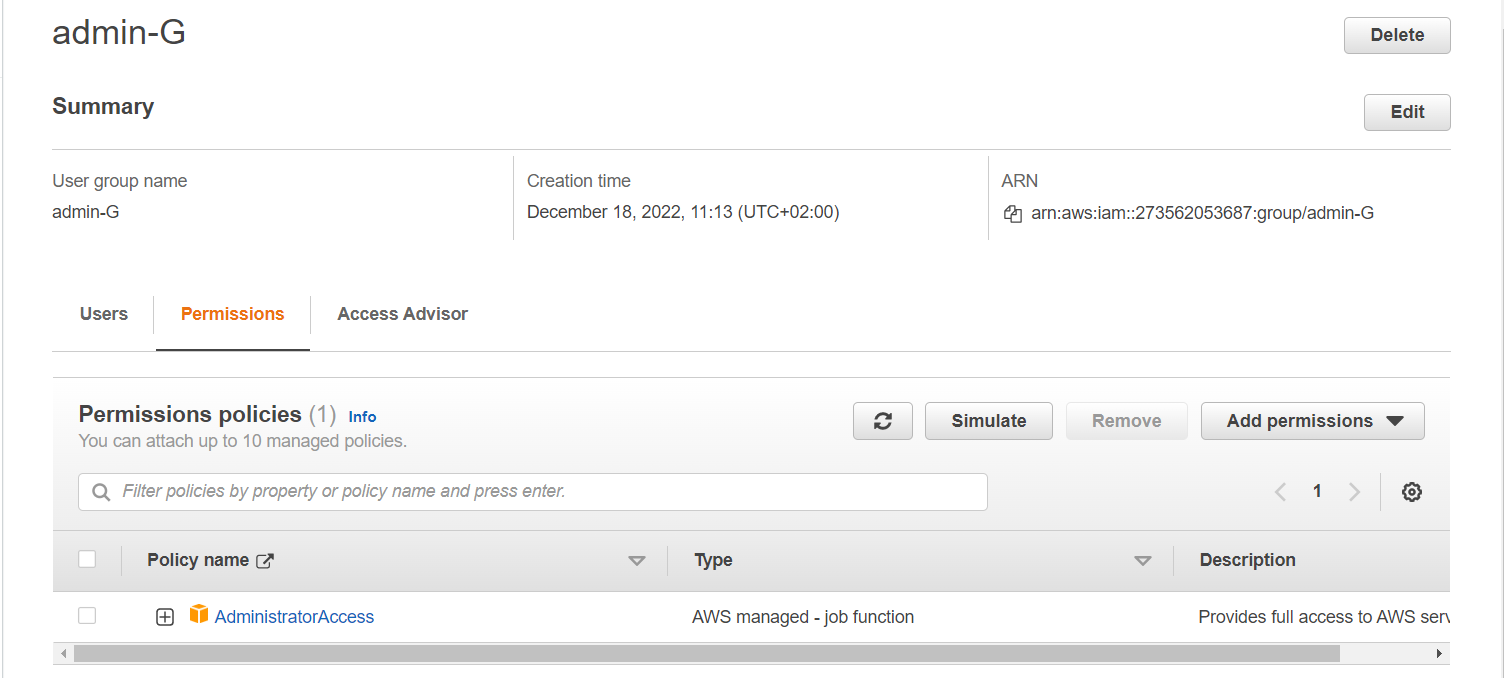 admin-G
Delete
Summary
Edit
User group name
Creation time
ARN
admin-G
December 18, 2022, 11:13 (UTC+02:00)
arn:aws:iam::273562053687:group/admin-G
Users
Permissions
Access Advisor
Permissions policies (1) Info
You can attach up to 10 managed policies.
Simulate
Remove
Add permissions
Filter policies by property or policy name and press enter.
1
Policy name
Type
Description
AdministratorAccess
AWS managed - job function
Provides full access to AWS serv